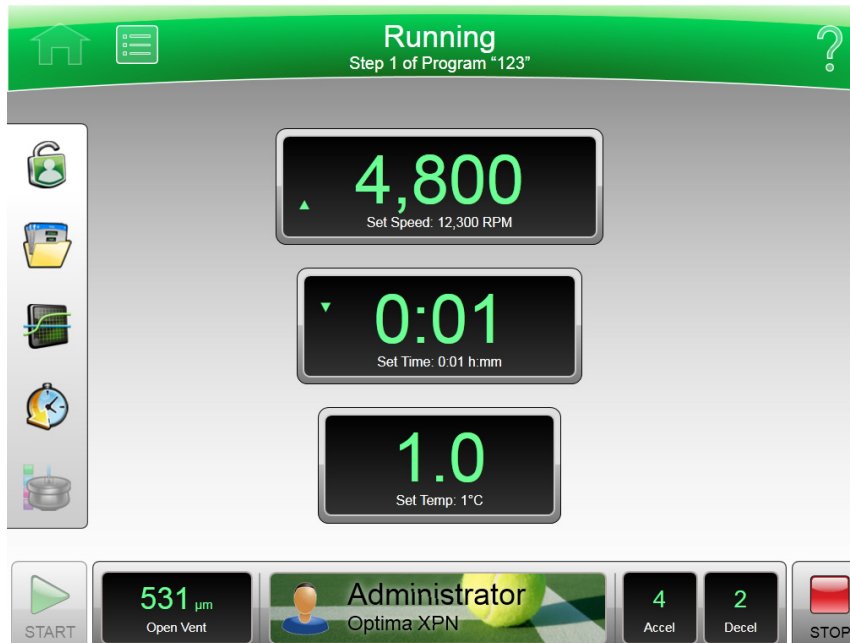 Running
Step 1 of Program “123”
?
4,800
Set Speed: 12,300 RPM
0:01
Set Time: 0:01 h:mm
1.0
Set Temp: 1°C
START
531 µm
Open Vent
Administrator
Optima XPN
4
Accel
2
Decel
STOP